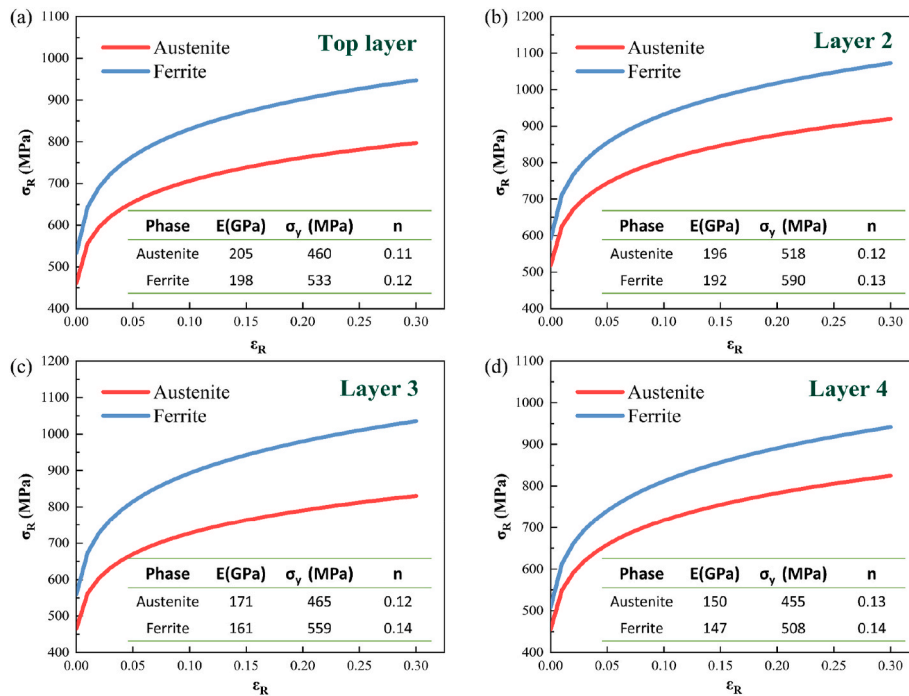 (a)
Top layer
Austenite
Ferrite
1100
1000
900
800
700
600
500
400
σR (MPa)
Phase E(GPa) σy (MPa) n
Austenite 205 460 0.11
Ferrite 198 533 0.12
0.00 0.05 0.10 0.15 0.20 0.25 0.30
εR
(b)
Layer 2
Austenite
Ferrite
1200
1100
1000
900
800
700
600
500
400
σR (MPa)
Phase E(GPa) σy (MPa) n
Austenite 196 518 0.12
Ferrite 192 590 0.13
0.00 0.05 0.10 0.15 0.20 0.25 0.30
εR
(c)
Layer 3
Austenite
Ferrite
1200
1100
1000
900
800
700
600
500
400
σR (MPa)
Phase E(GPa) σy (MPa) n
Austenite 171 465 0.12
Ferrite 161 559 0.14
0.00 0.05 0.10 0.15 0.20 0.25 0.30
εR
(d)
Layer 4
Austenite
Ferrite
1100
1000
900
800
700
600
500
400
σR (MPa)
Phase E(GPa) σy (MPa) n
Austenite 150 455 0.13
Ferrite 147 508 0.14
0.00 0.05 0.10 0.15 0.20 0.25 0.30
εR